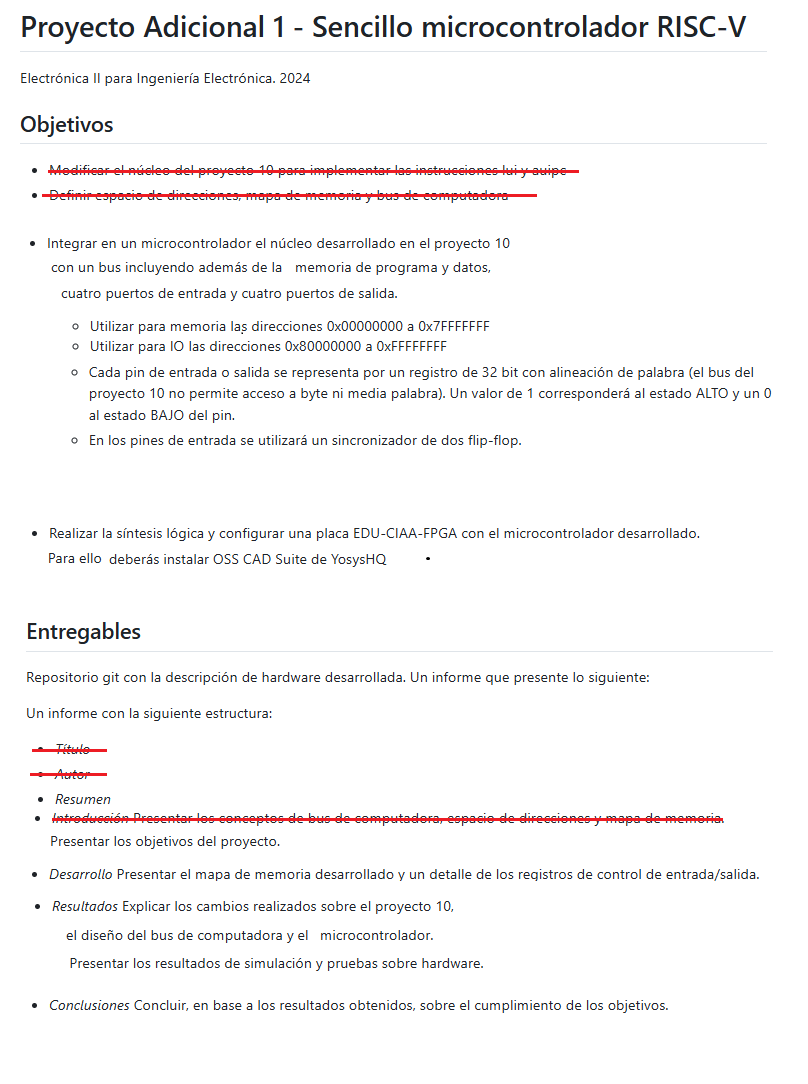 Proyecto Adicional 1 - Sencillo microcontrolador RISC-V
Electrónica II para Ingeniería Electrónica. 2024
Objetivos
Modificar el núcleo del proyecto 10 para implementar las instrucciones lui y auipc
Definir espacio de direcciones, mapa de memoria y bus de computadora
Integrar en un microcontrolador el núcleo desarrollado en el proyecto 10
con un bus incluyendo además de la memoria de programa y datos,
cuatro puertos de entrada y cuatro puertos de salida.
Utilizar para memoria las direcciones 0x00000000 a 0x7FFFFFFF
Utilizar para IO las direcciones 0x80000000 a 0xFFFFFFFF
Cada pin de entrada o salida se representa por un registro de 32 bit con alineación de palabra (el bus del
proyecto 10 no permite acceso a byte ni media palabra). Un valor de 1 corresponderá al estado ALTO y un 0
al estado BAJO del pin.
En los pines de entrada se utilizará un sincronizador de dos flip-flop.
Realizar la síntesis lógica y configurar una placa EDU-CIAA-FPGA con el microcontrolador desarrollado.
Para ello deberás instalar OSS CAD Suite de YosysHQ
Entregables
Repositorio git con la descripción de hardware desarrollada. Un informe que presente lo siguiente:
Un informe con la siguiente estructura:
Título
Autor
Resumen
Introducción Presentar los conceptos de bus de computadora, espacio de direcciones y mapa de memoria.
Presentar los objetivos del proyecto.
Desarrollo Presentar el mapa de memoria desarrollado y un detalle de los registros de control de entrada/salida.
Resultados Explicar los cambios realizados sobre el proyecto 10,
el diseño del bus de computadora y el microcontrolador.
Presentar los resultados de simulación y pruebas sobre hardware.
Conclusiones Concluir, en base a los resultados obtenidos, sobre el cumplimiento de los objetivos.